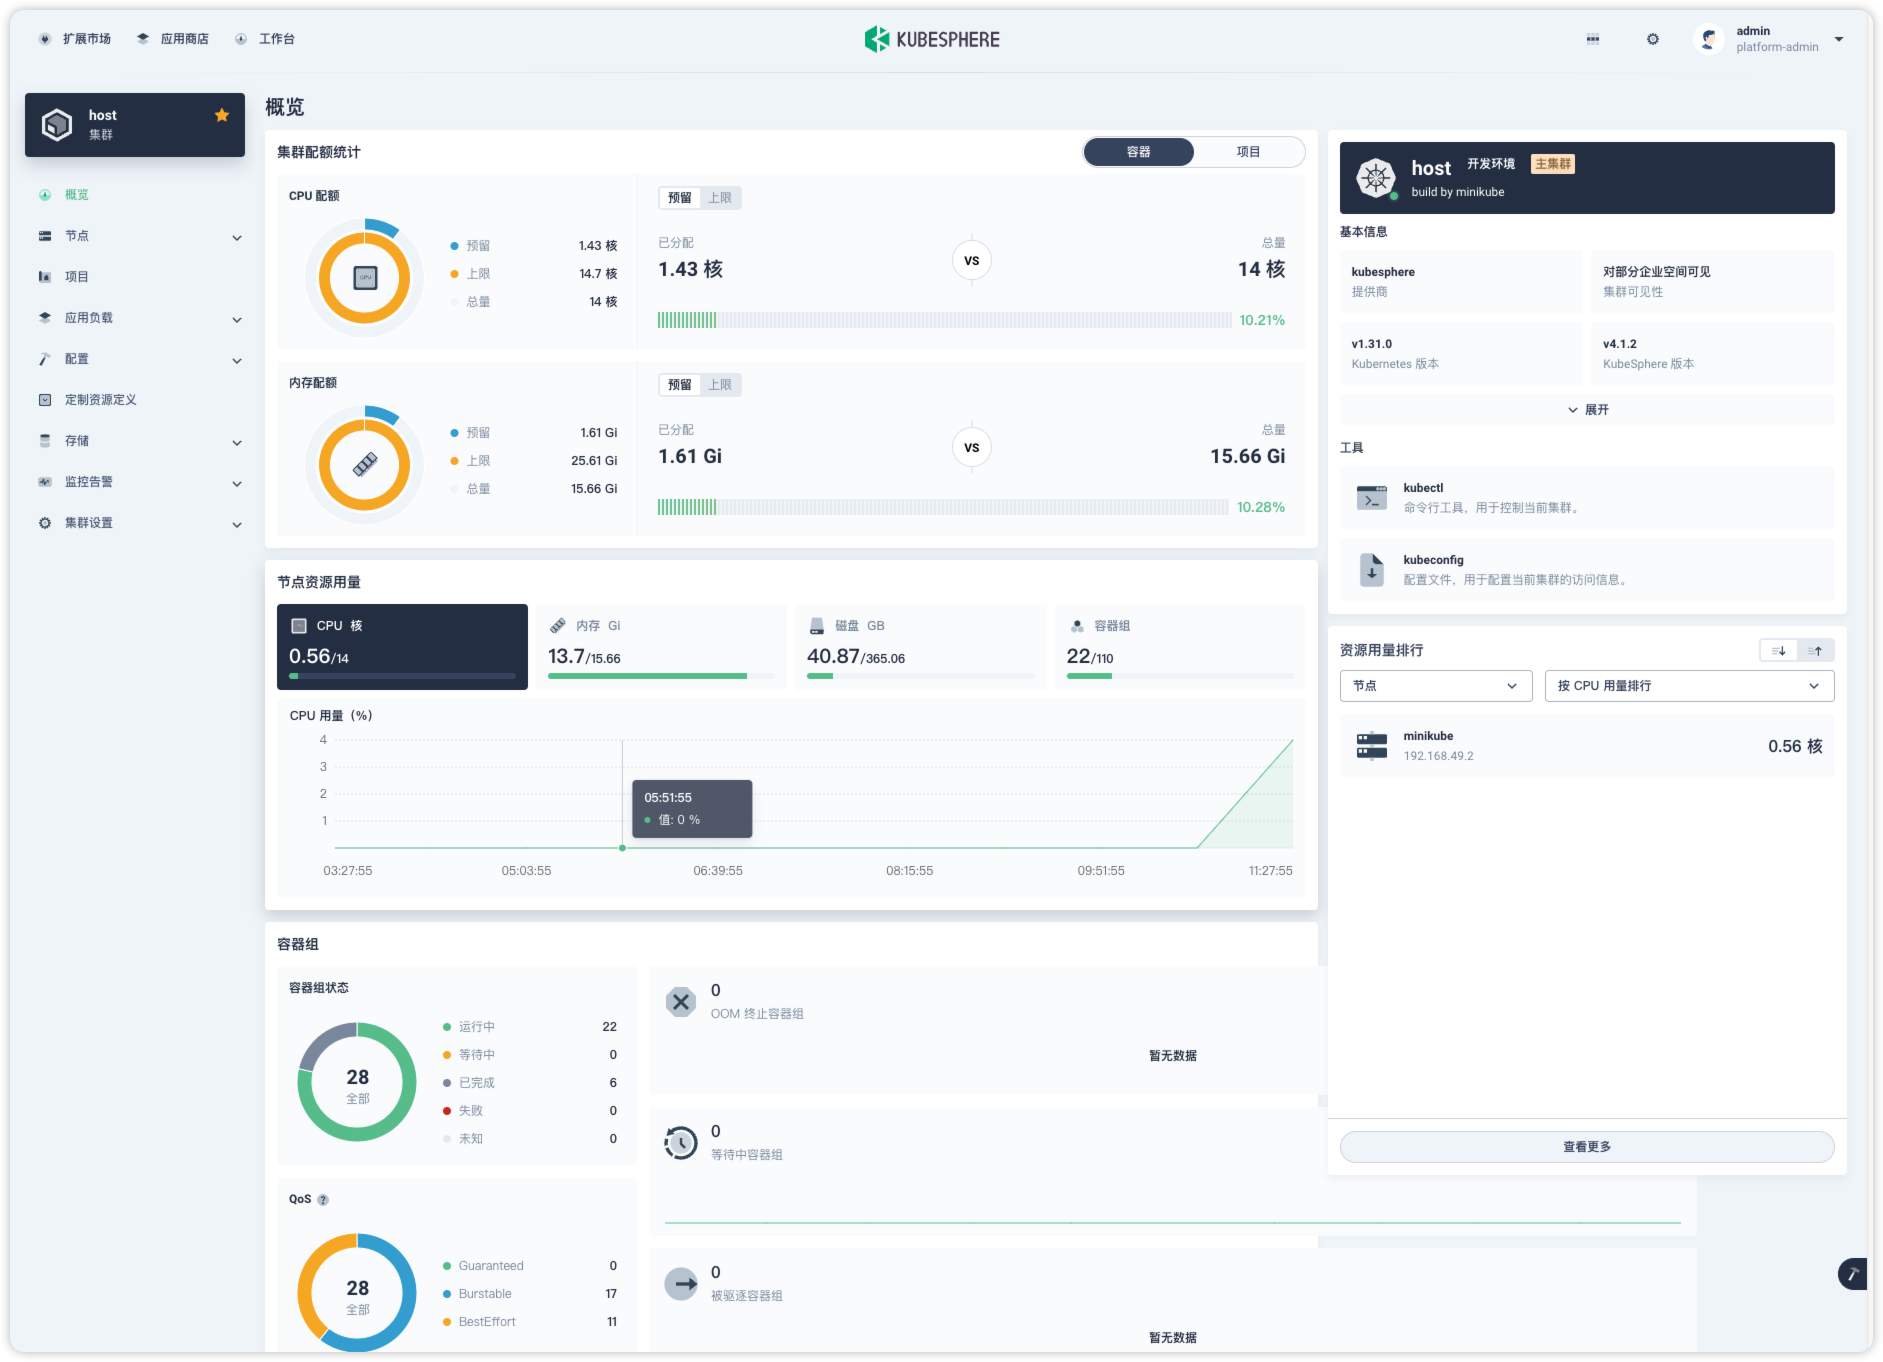 扩展市场
应用商店
工作台
KUBESPHERE
admin
platform-admin
host
集群
概览
节点
项目
应用负载
配置
定制资源定义
存储
监控告警
集群设置
概览
集群配额统计
容器
项目
CPU 配额
预留 1.43 核
上限 14.7 核
总量 14 核
预留 上限
已分配
1.43 核
VS
总量
14 核
10.21%
内存配额
预留 1.61 Gi
上限 25.61 Gi
总量 15.66 Gi
预留 上限
已分配
1.61 Gi
VS
总量
15.66 Gi
10.28%
节点资源用量
CPU 核
0.56/14
内存 Gi
13.7/15.66
磁盘 GB
40.87/365.06
容器组
22/110
CPU 用量（%）
4
3
2
1
05:51:55
值: 0 %
03:27:55 05:03:55 06:39:55 08:15:55 09:51:55 11:27:55
容器组
容器组状态
28
全部
运行中 22
等待中 0
已完成 6
失败 0
未知 0
0
OOM 终止容器组
暂无数据
0
等待中容器组
QoS ?
28
全部
Guaranteed 0
Burstable 17
BestEffort 11
0
被驱逐容器组
暂无数据
host 开发环境 主集群
build by minikube
基本信息
kubesphere
提供商
对部分企业空间可见
集群可见性
v1.31.0
Kubernetes 版本
v4.1.2
KubeSphere 版本
展开
工具
kubectl
命令行工具，用于控制当前集群。
kubeconfig
配置文件，用于配置当前集群的访问信息。
资源用量排行
节点
按 CPU 用量排行
minikube
192.168.49.2
0.56 核
查看更多